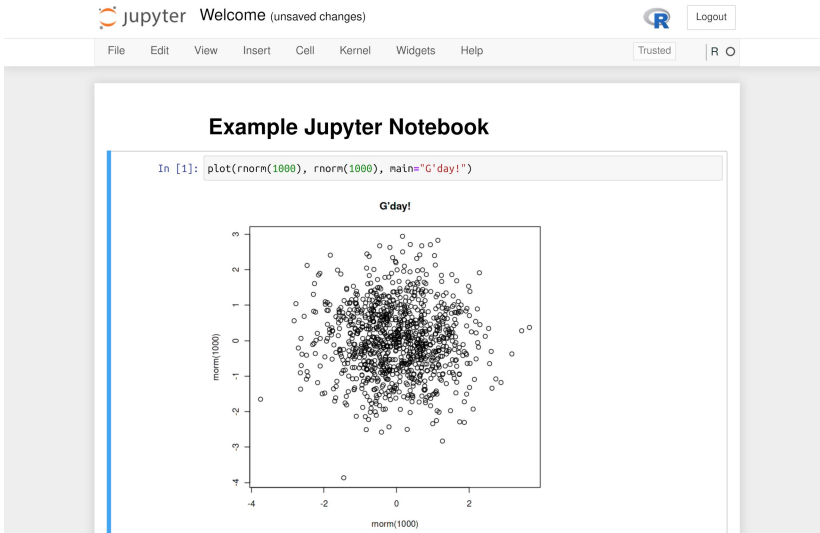 jupyter Welcome (unsaved changes) R Logout
File Edit View Insert Cell Kernel Widgets Help Trusted R
Example Jupyter Notebook
In [1]: plot(rnorm(1000), rnorm(1000), main="G'day!")
G'day!
rnorm(1000)
3
2
1
0
-1
-2
-3
-4
-4 -2 0 2
rnorm(1000)